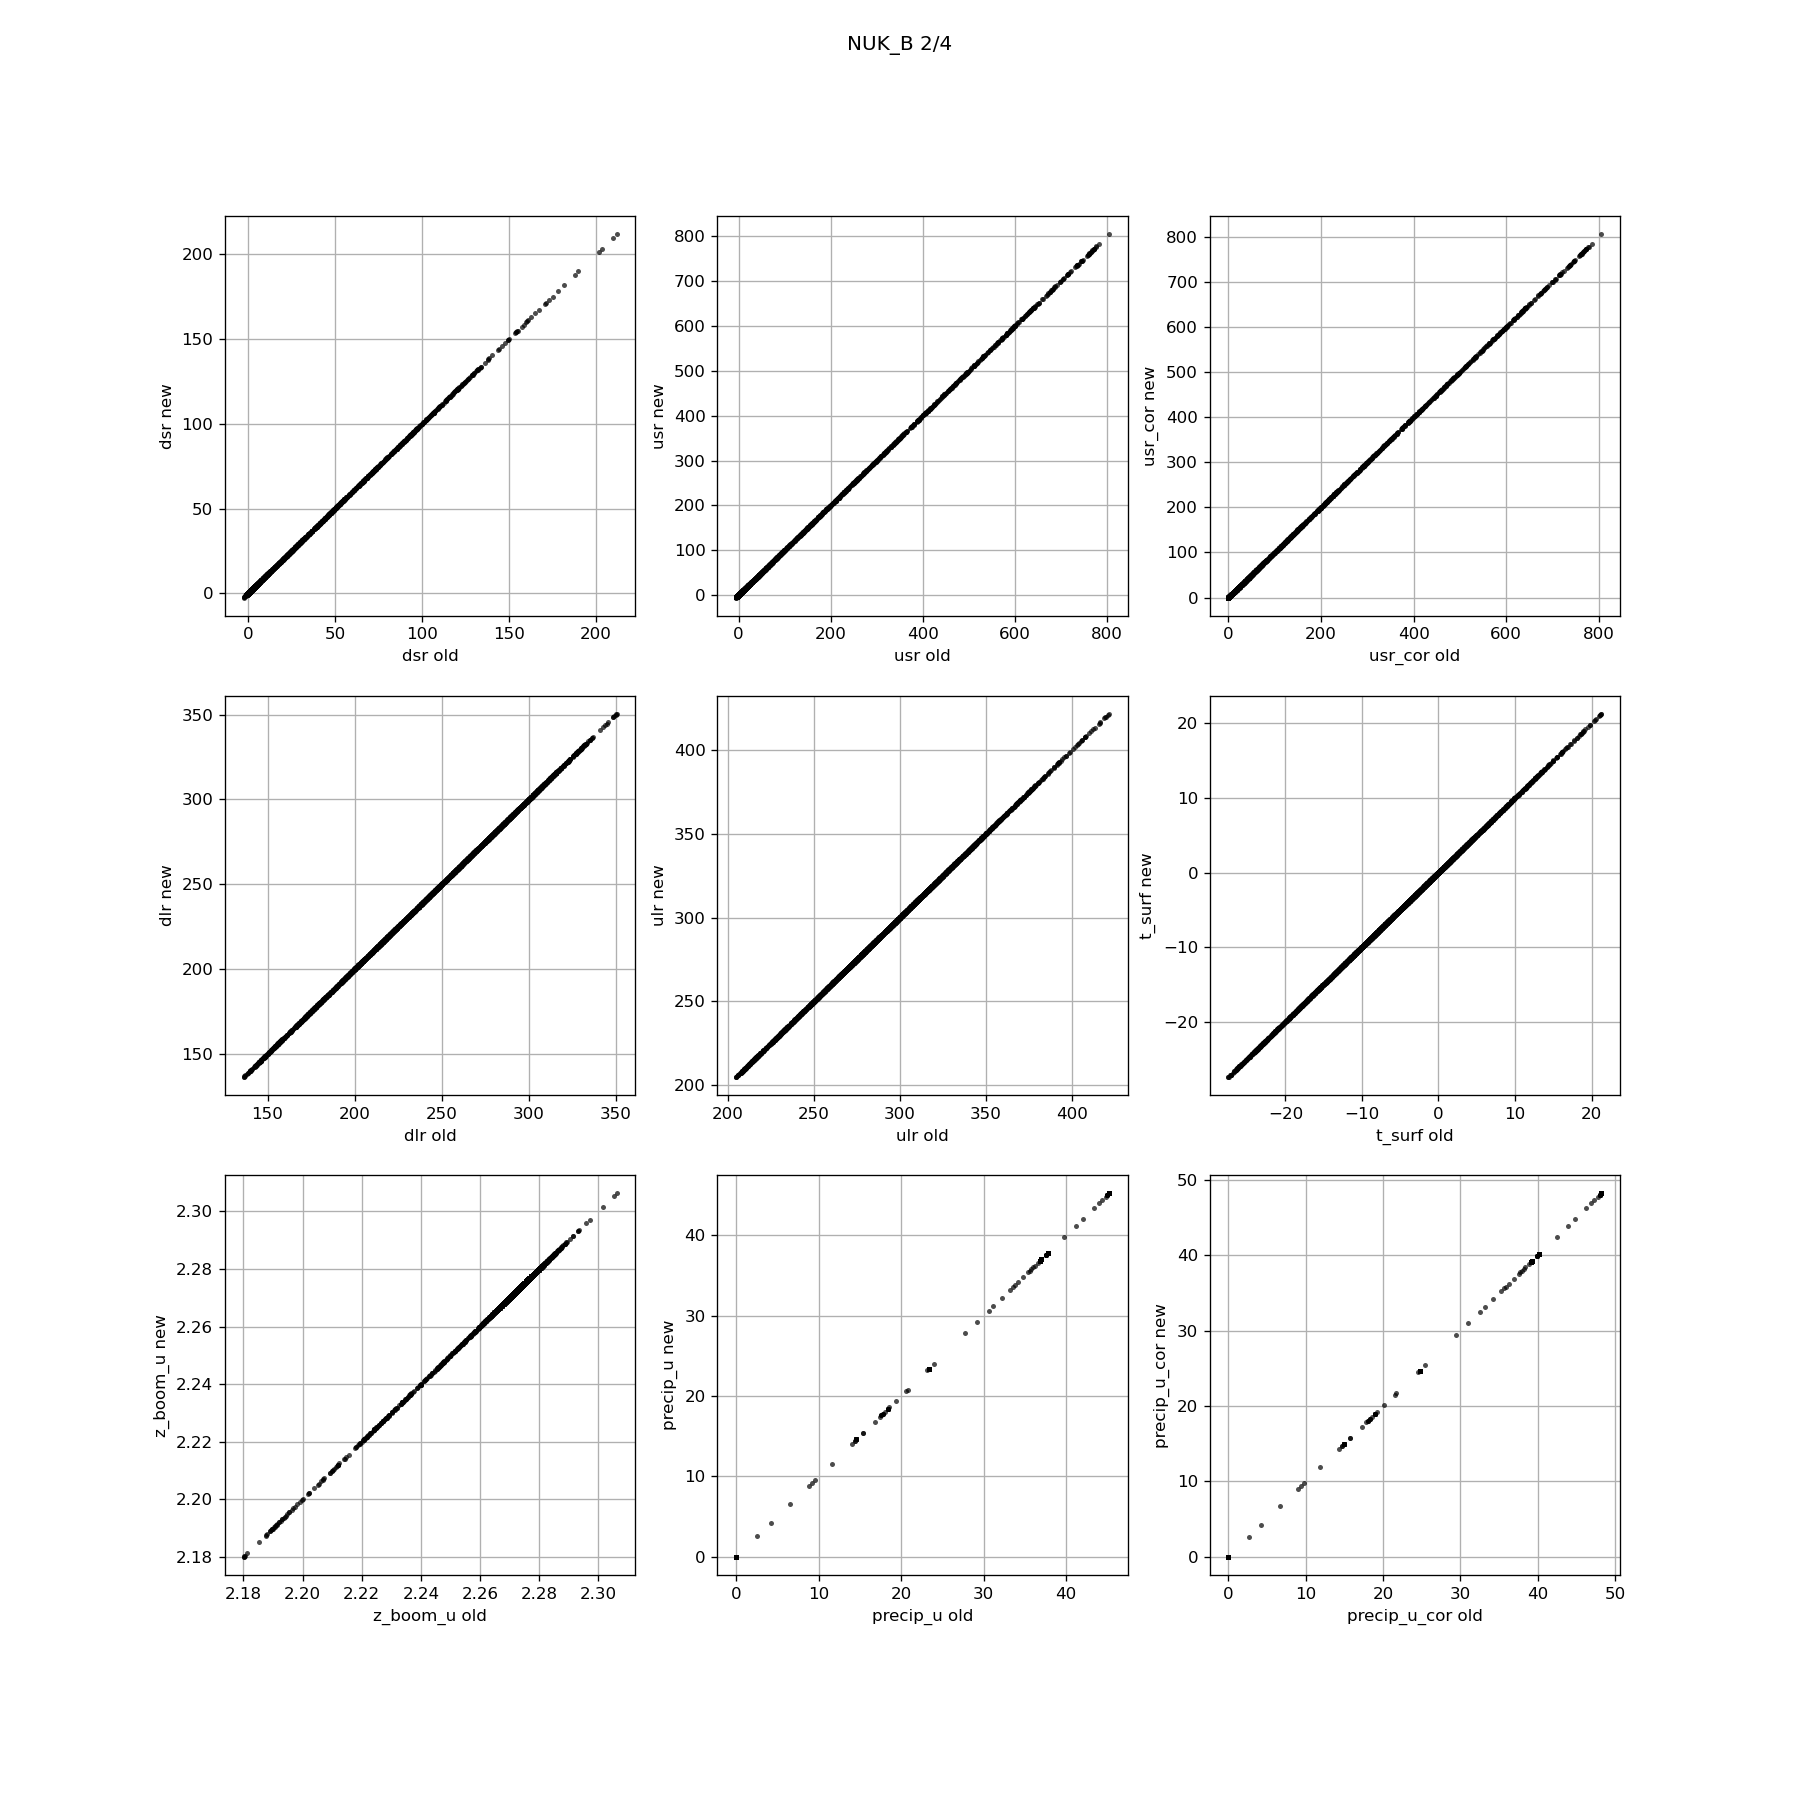 NUK_B 2/4
200
150
100
50
0
dsr new
0 50 100 150 200
dsr old
800
700
600
500
400
300
200
100
0
usr new
0 200 400 600 800
usr old
800
700
600
500
400
300
200
100
0
usr_cor new
0 200 400 600 800
usr_cor old
350
300
250
200
150
dlr new
150 200 250 300 350
dlr old
400
350
300
250
200
ulr new
200 250 300 350 400
ulr old
20
10
0
−10
−20
t_surf new
−20 −10 0 10 20
t_surf old
2.30
2.28
2.26
2.24
2.22
2.20
2.18
z_boom_u new
2.18 2.20 2.22 2.24 2.26 2.28 2.30
z_boom_u old
40
30
20
10
0
precip_u new
0 10 20 30 40
precip_u old
50
40
30
20
10
0
precip_u_cor new
0 10 20 30 40 50
precip_u_cor old